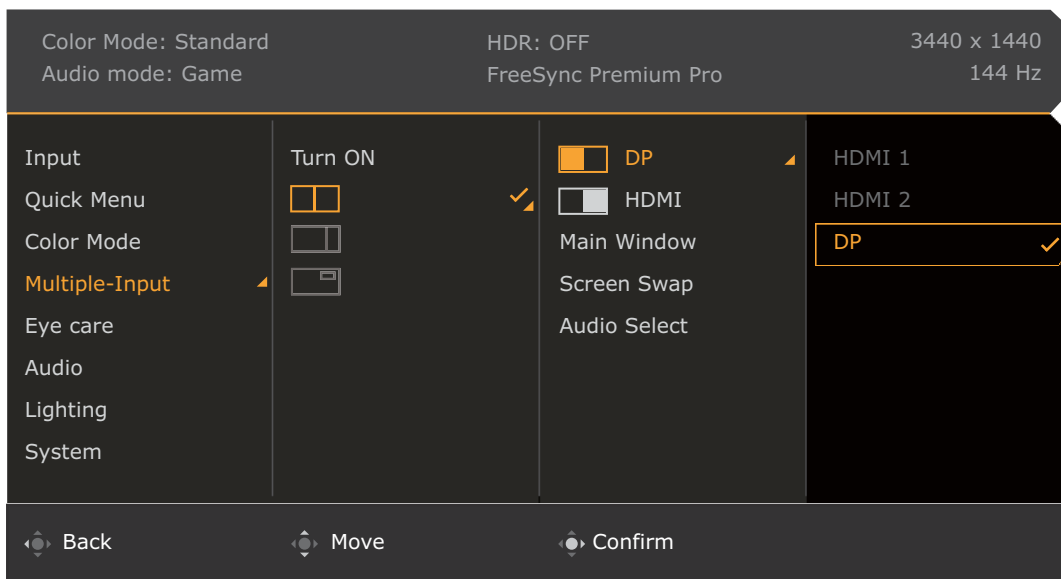 Color Mode: Standard
Audio mode: Game
HDR: OFF
FreeSync Premium Pro
3440 x 1440
144 Hz
Input
Quick Menu
Color Mode
Multiple-Input
Eye care
Audio
Lighting
System
Turn ON
DP
HDMI
Main Window
Screen Swap
Audio Select
HDMI 1
HDMI 2
DP
Back
Move
Confirm